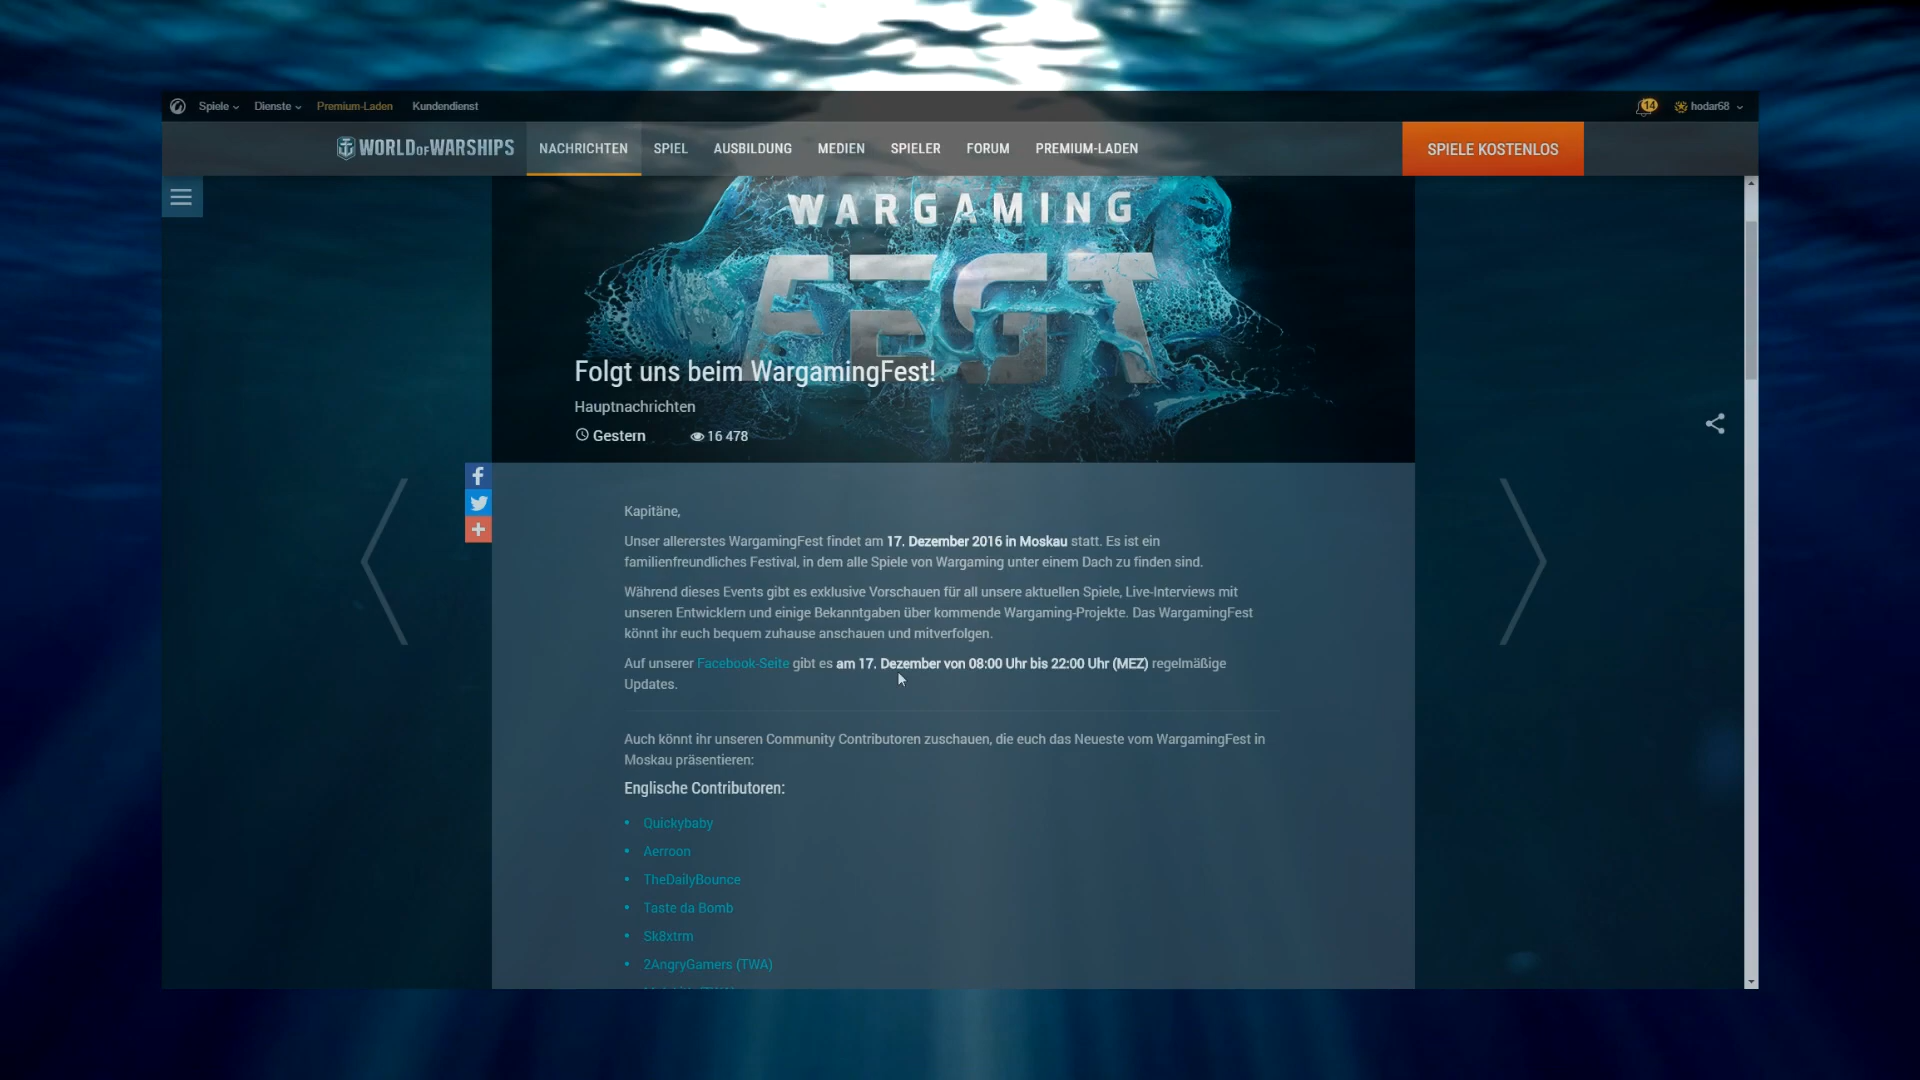 Spiele
Dienste
Premium-Laden
Kundendienst
14
hodar68
WORLD OF WARSHIPS
NACHRICHTEN
SPIEL
AUSBILDUNG
MEDIEN
SPIELER
FORUM
PREMIUM-LADEN
SPIELE KOSTENLOS
WARGAMING
FEST
Folgt uns beim WargamingFest!
Hauptnachrichten
Gestern
16 478
Kapitäne,
Unser allererstes WargamingFest findet am 17. Dezember 2016 in Moskau statt. Es ist ein
familienfreundliches Festival, in dem alle Spiele von Wargaming unter einem Dach zu finden sind.
Während dieses Events gibt es exklusive Vorschauen für all unsere aktuellen Spiele, Live-Interviews mit
unseren Entwicklern und einige Bekanntgaben über kommende Wargaming-Projekte. Das WargamingFest
könnt ihr euch bequem zuhause anschauen und mitverfolgen.
Auf unserer Facebook-Seite gibt es am 17. Dezember von 08:00 Uhr bis 22:00 Uhr (MEZ) regelmäßige
Updates.
Auch könnt ihr unseren Community Contributoren zuschauen, die euch das Neueste vom WargamingFest in
Moskau präsentieren:
Englische Contributoren:
• Quickybaby
• Aerroon
• TheDailyBounce
• Taste da Bomb
• Sk8xtrm
• 2AngryGamers (TWA)